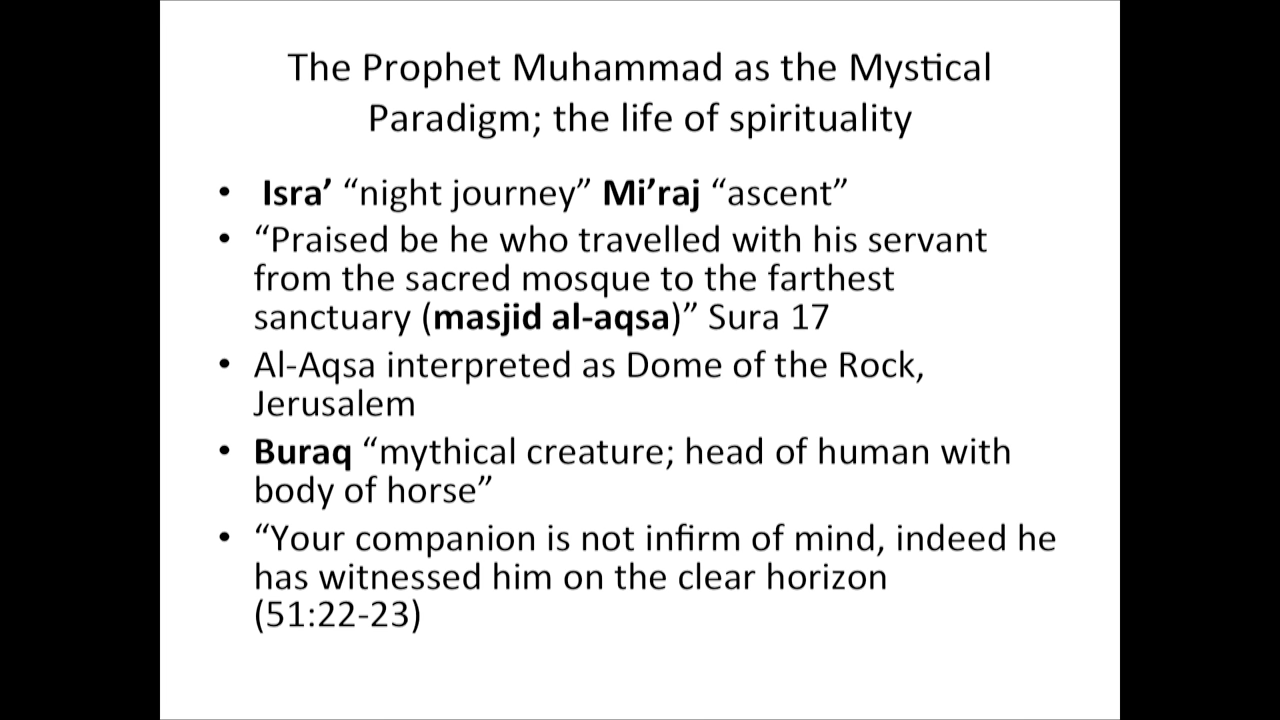 The Prophet Muhammad as the Mystical
Paradigm; the life of spirituality
• Isra’ “night journey” Mi’raj “ascent”
• “Praised be he who travelled with his servant
from the sacred mosque to the farthest
sanctuary (masjid al-aqsa)” Sura 17
• Al-Aqsa interpreted as Dome of the Rock,
Jerusalem
• Buraq “mythical creature; head of human with
body of horse”
• “Your companion is not infirm of mind, indeed he
has witnessed him on the clear horizon
(51:22-23)